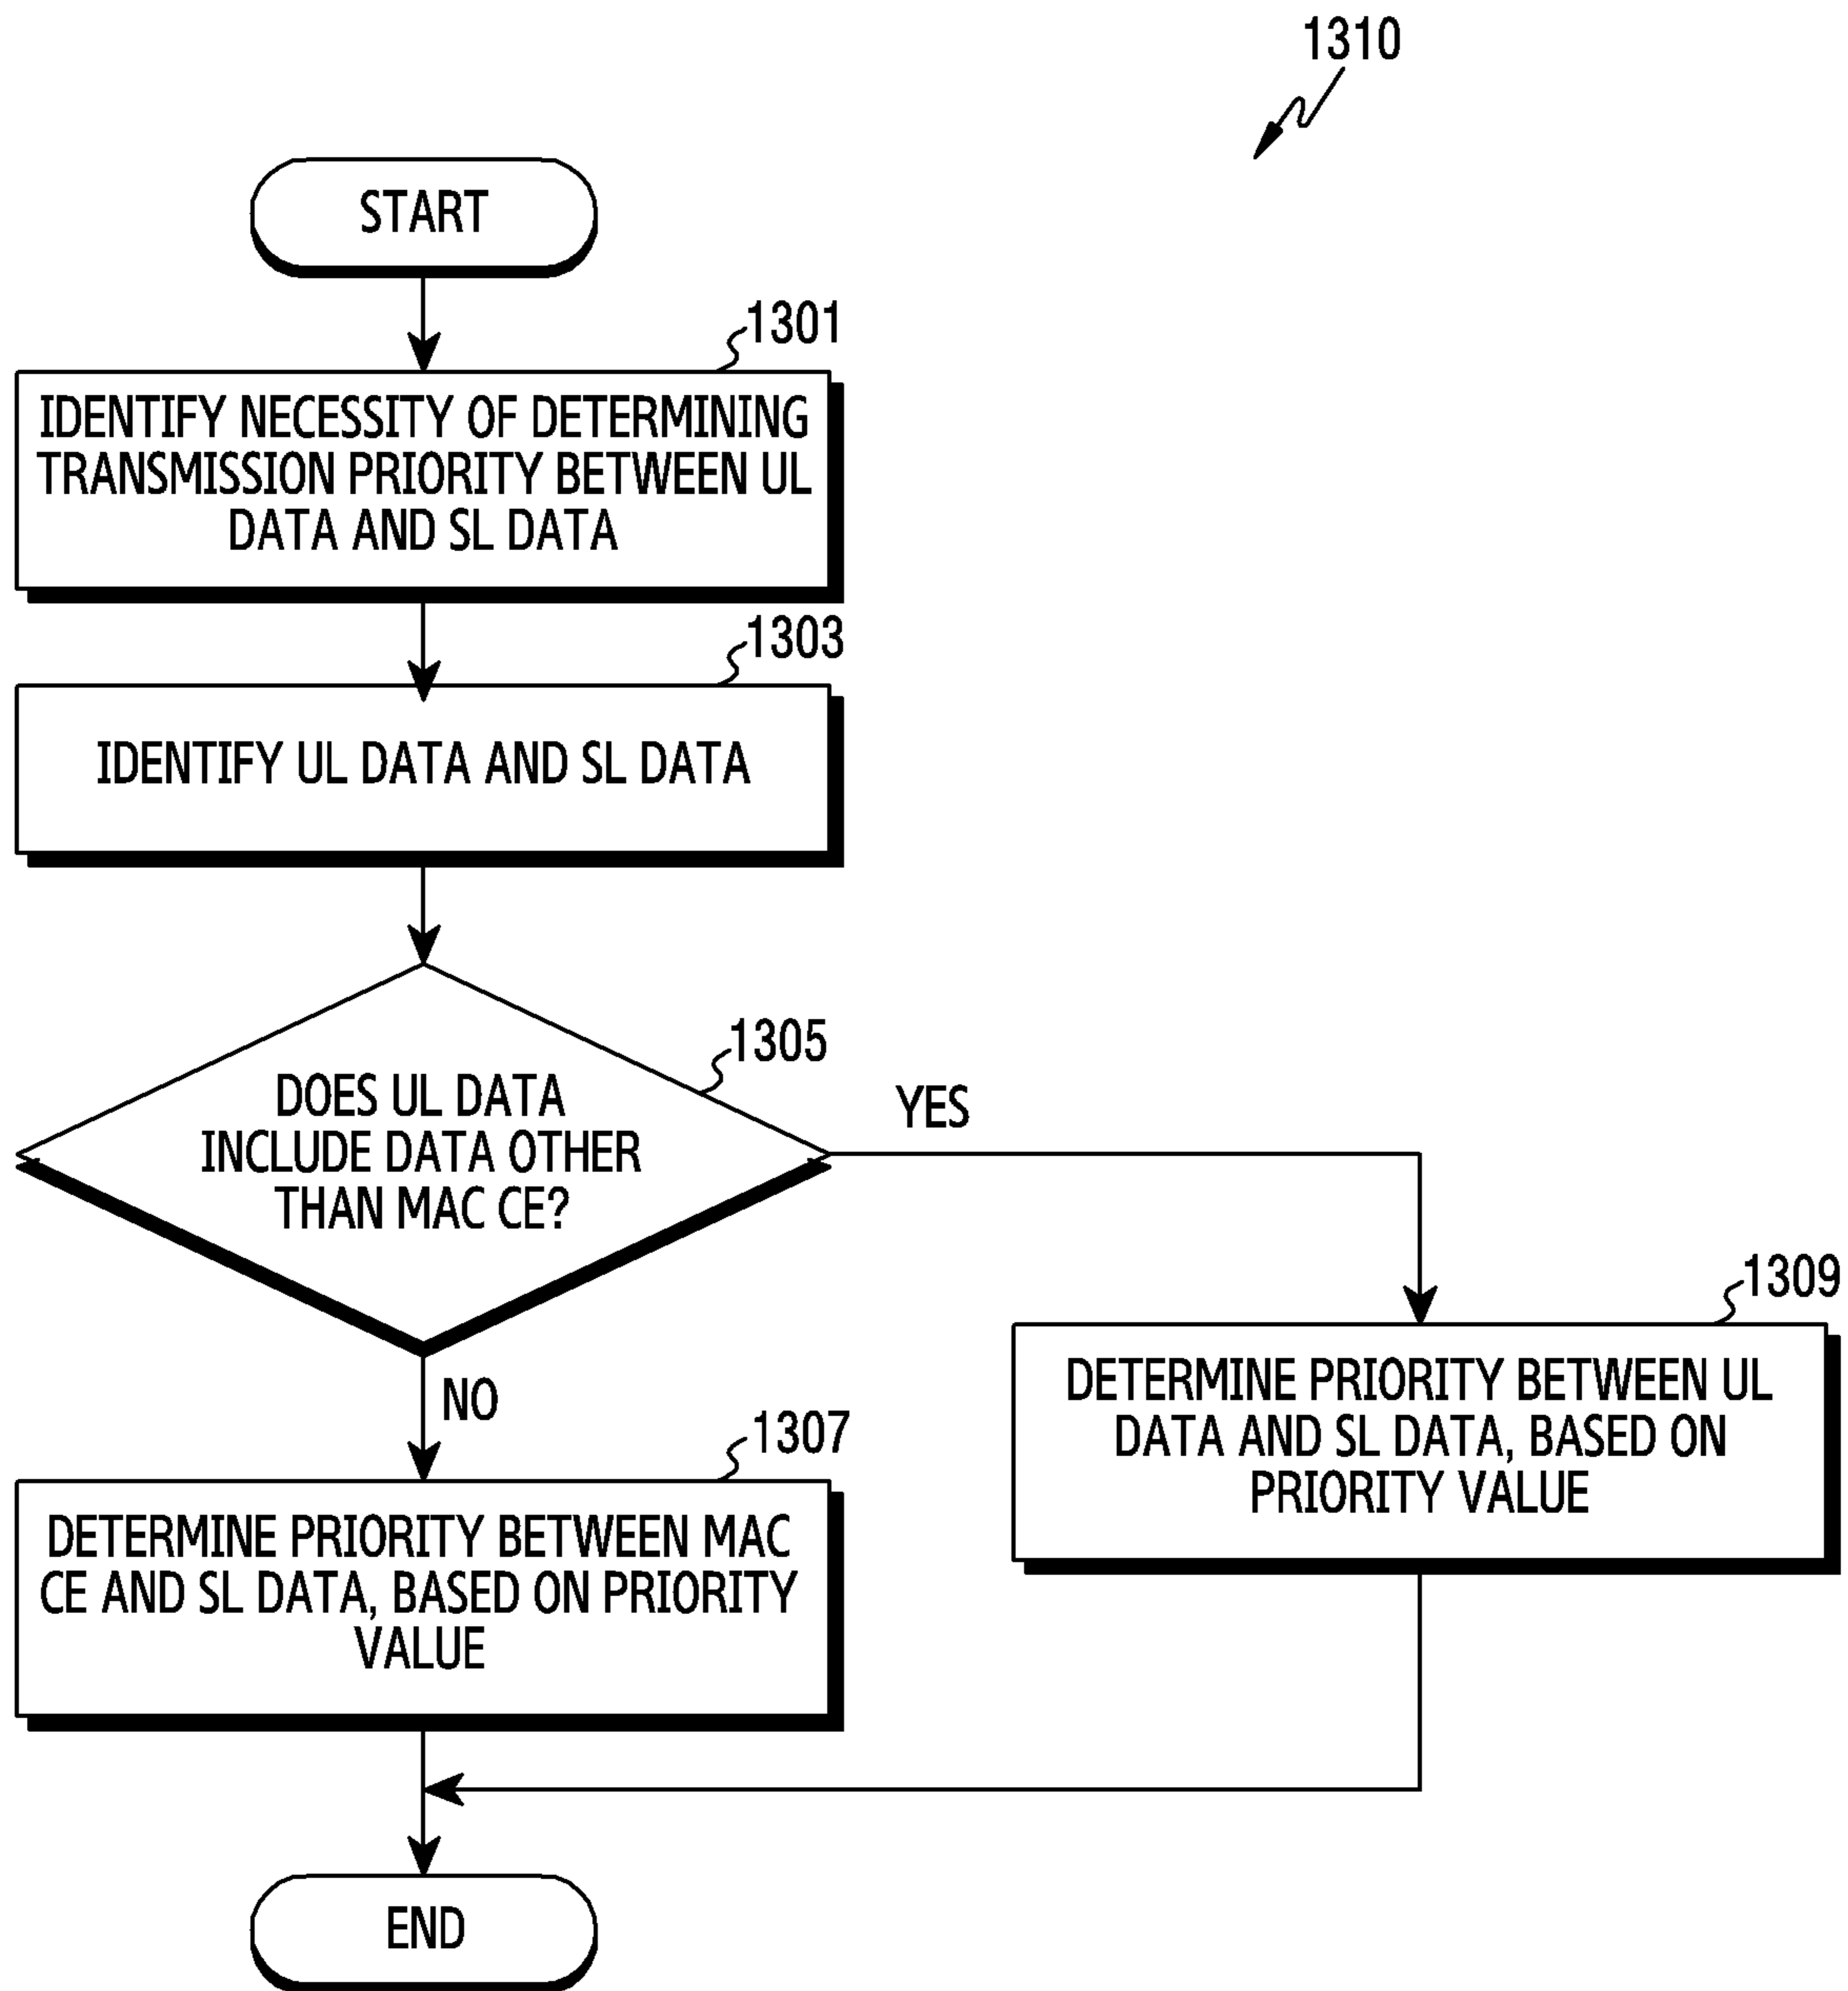 1310
START
1301
IDENTIFY NECESSITY OF DETERMINING
TRANSMISSION PRIORITY BETWEEN UL
DATA AND SL DATA
1303
IDENTIFY UL DATA AND SL DATA
1305
DOES UL DATA
INCLUDE DATA OTHER
THAN MAC CE?
YES
NO
1309
DETERMINE PRIORITY BETWEEN UL
DATA AND SL DATA, BASED ON
PRIORITY VALUE
1307
DETERMINE PRIORITY BETWEEN MAC
CE AND SL DATA, BASED ON PRIORITY
VALUE
END